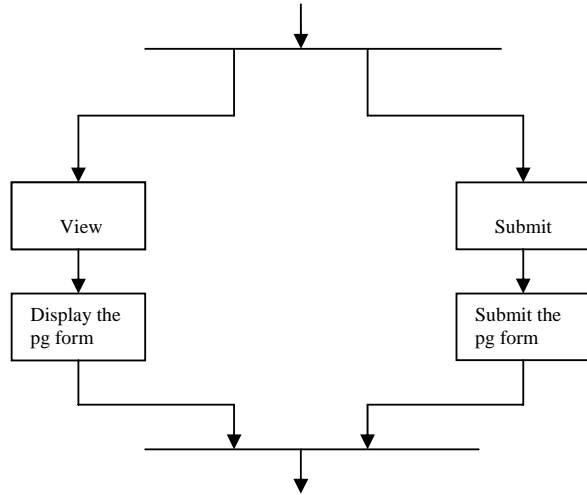 View
Submit
Display the
pg form
Submit the
pg form